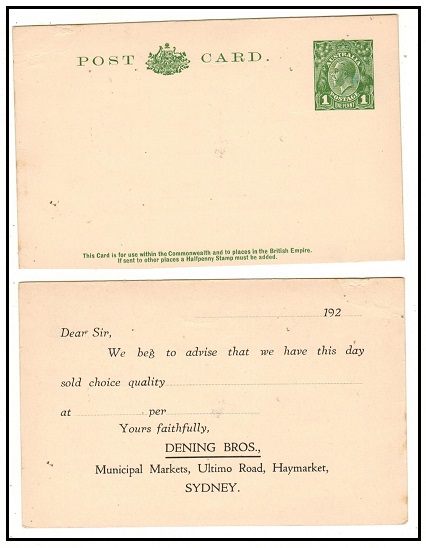 POST CARD.
AUSTRALIA
POSTAGE
1 1
ONE PENNY
This Card is for use within the Commonwealth and to places in the British Empire.
If sent to other places a Halfpenny Stamp must be added.
192
Dear Sir,
We beg to advise that we have this day
sold choice quality
at per
Yours faithfully,
DENING BROS.,
Municipal Markets, Ultimo Road, Haymarket,
SYDNEY.